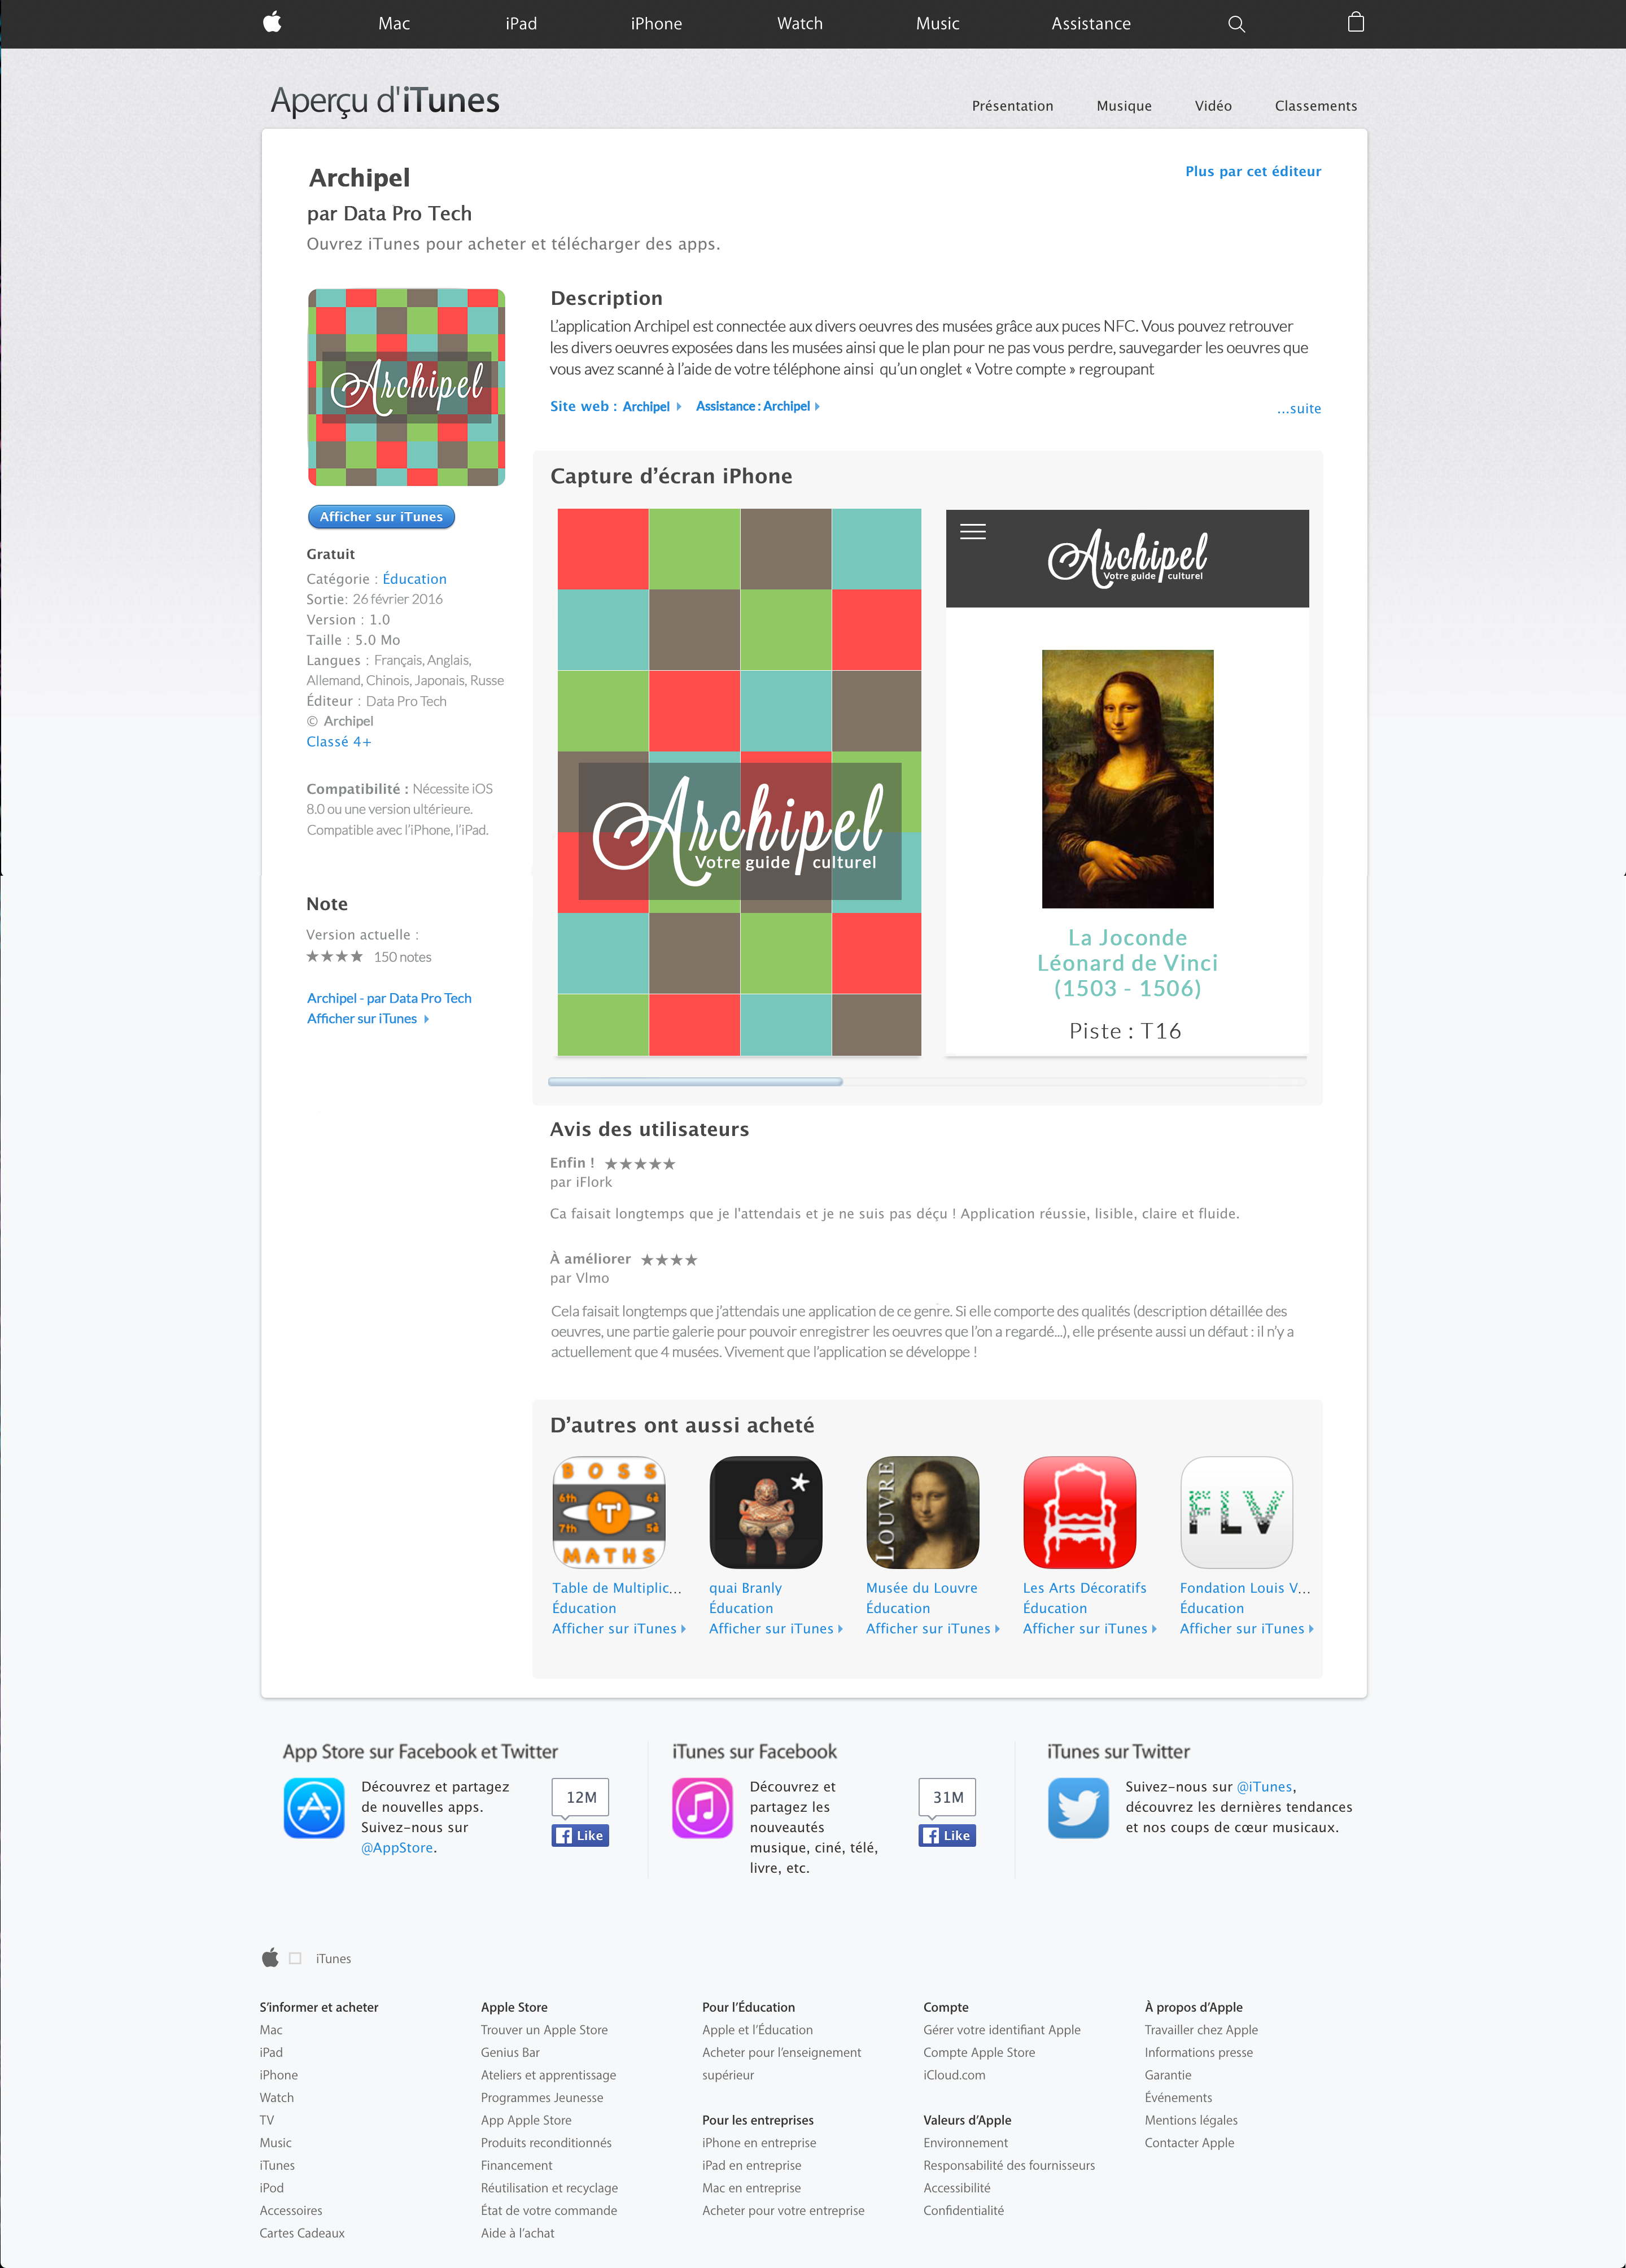 Mac iPad iPhone Watch Music Assistance
Aperçu d'iTunes
Présentation Musique Vidéo Classements
Archipel
Plus par cet éditeur
par Data Pro Tech
Ouvrez iTunes pour acheter et télécharger des apps.
Archipel
Afficher sur iTunes
Gratuit
Catégorie : Éducation
Sortie: 26 février 2016
Version : 1.0
Taille : 5.0 Mo
Langues : Français, Anglais,
Allemand, Chinois, Japonais, Russe
Éditeur : Data Pro Tech
© Archipel
Classé 4+
Compatibilité : Nécessite iOS
8.0 ou une version ultérieure.
Compatible avec l'iPhone, l'iPad.
Note
Version actuelle :
★★★★ 150 notes
Archipel - par Data Pro Tech
Afficher sur iTunes
Description
L'application Archipel est connectée aux divers oeuvres des musées grâce aux puces NFC. Vous pouvez retrouver
les divers oeuvres exposées dans les musées ainsi que le plan pour ne pas vous perdre, sauvegarder les oeuvres que
vous avez scanné à l'aide de votre téléphone ainsi qu'un onglet « Votre compte » regroupant
Site web : Archipel Assistance : Archipel
...suite
Capture d'écran iPhone
Archipel
Votre guide culturel
Archipel
Votre guide culturel
La Joconde
Léonard de Vinci
(1503 - 1506)
Piste : T16
Avis des utilisateurs
Enfin ! ★★★★★
par iFlork
Ca faisait longtemps que je l'attendais et je ne suis pas déçu ! Application réussie, lisible, claire et fluide.
À améliorer ★★★★
par Vlmo
Cela faisait longtemps que j'attendais une application de ce genre. Si elle comporte des qualités (description détaillée des
oeuvres, une partie galerie pour pouvoir enregistrer les oeuvres que l'on a regardé...), elle présente aussi un défaut : il n'y a
actuellement que 4 musées. Vivement que l'application se développe !
D'autres ont aussi acheté
BOSS
6th 6è
T
7th 5è
MATHS
LOUVRE
FLV
Table de Multiplic...
Éducation
Afficher sur iTunes
quai Branly
Éducation
Afficher sur iTunes
Musée du Louvre
Éducation
Afficher sur iTunes
Les Arts Décoratifs
Éducation
Afficher sur iTunes
Fondation Louis V...
Éducation
Afficher sur iTunes
App Store sur Facebook et Twitter
Découvrez et partagez
de nouvelles apps.
Suivez-nous sur
@AppStore.
12M
Like
iTunes sur Facebook
Découvrez et
partagez les
nouveautés
musique, ciné, télé,
livre, etc.
31M
Like
iTunes sur Twitter
Suivez-nous sur @iTunes,
découvrez les dernières tendances
et nos coups de cœur musicaux.
iTunes
S'informer et acheter
Mac
iPad
iPhone
Watch
TV
Music
iTunes
iPod
Accessoires
Cartes Cadeaux
Apple Store
Trouver un Apple Store
Genius Bar
Ateliers et apprentissage
Programmes Jeunesse
App Apple Store
Produits reconditionnés
Financement
Réutilisation et recyclage
État de votre commande
Aide à l'achat
Pour l'Éducation
Apple et l'Éducation
Acheter pour l'enseignement
supérieur
Pour les entreprises
iPhone en entreprise
iPad en entreprise
Mac en entreprise
Acheter pour votre entreprise
Compte
Gérer votre identifiant Apple
Compte Apple Store
iCloud.com
Valeurs d'Apple
Environnement
Responsabilité des fournisseurs
Accessibilité
Confidentialité
À propos d'Apple
Travailler chez Apple
Informations presse
Garantie
Événements
Mentions légales
Contacter Apple